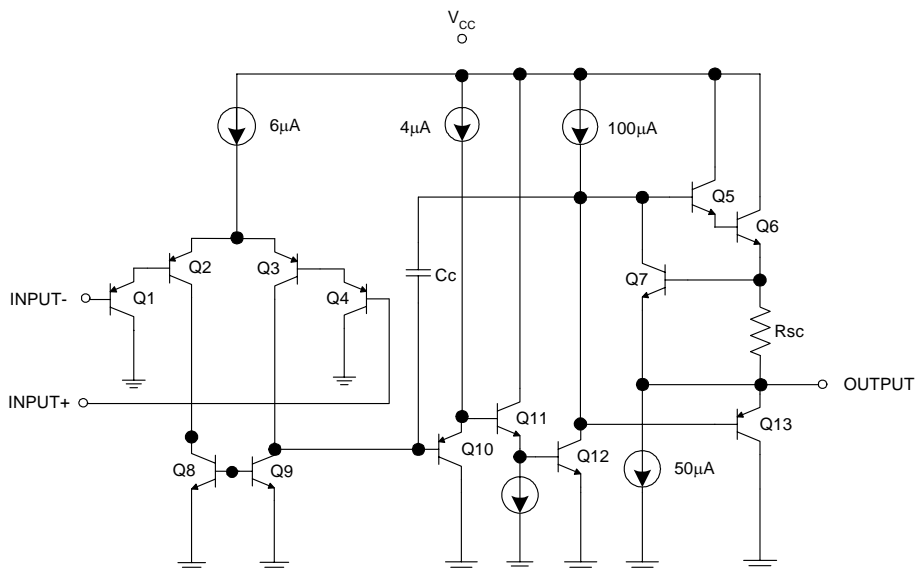 VCC
6μA
4μA
100μA
Q5
Q6
Q2
Q3
Cc
Q7
INPUT-
Q1
Q4
Rsc
OUTPUT
INPUT+
Q11
Q13
Q8
Q9
Q10
Q12
50μA